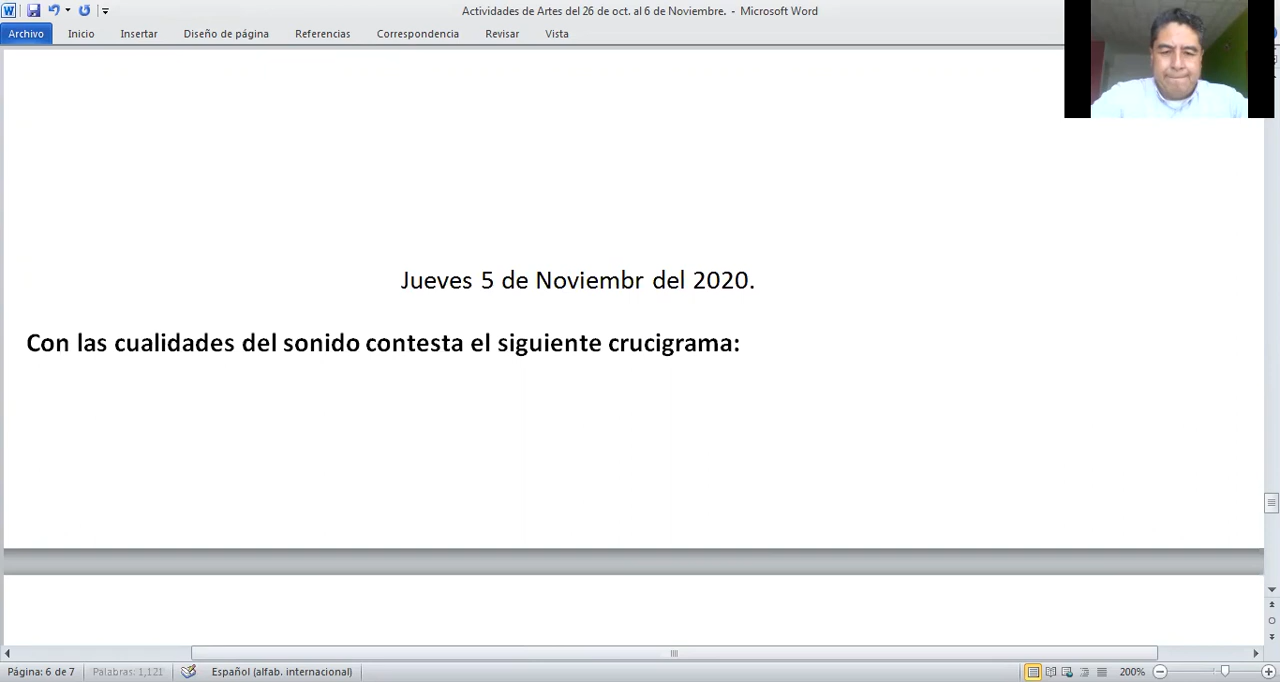 Actividades de Artes del 26 de oct. al 6 de Noviembre. - Microsoft Word
Archivo Inicio Insertar Diseño de página Referencias Correspondencia Revisar Vista
Jueves 5 de Noviembr del 2020.
Con las cualidades del sonido contesta el siguiente crucigrama:
Página: 6 de 7 Palabras: 1,121 Español (alfab. internacional) 200%